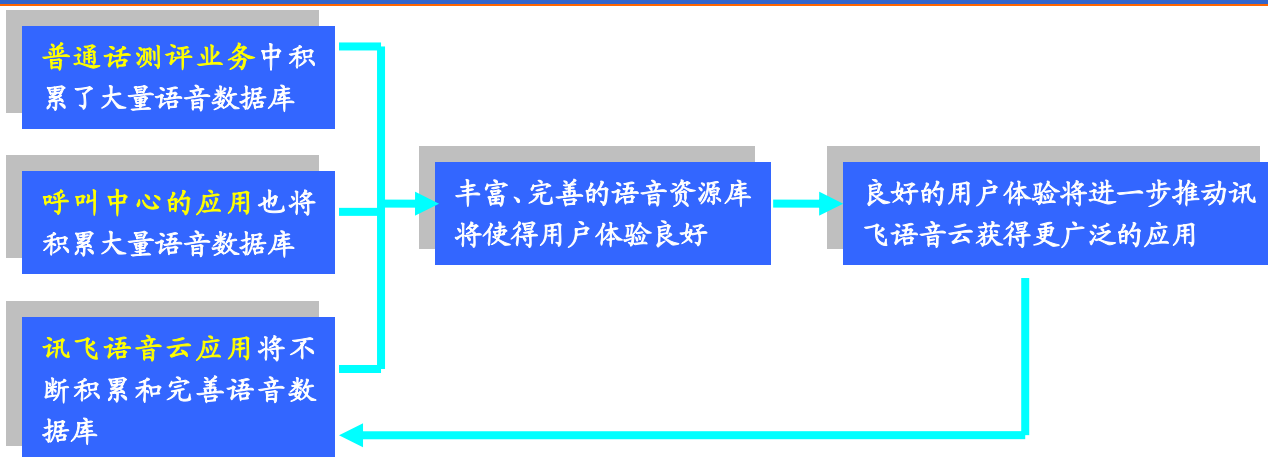 普通话测评业务中积
累了大量语音数据库
呼叫中心的应用也将
积累大量语音数据库
讯飞语音云应用将不
断积累和完善语音数
据库
丰富、完善的语音资源库
将使得用户体验良好
良好的用户体验将进一步推动讯
飞语音云获得更广泛的应用